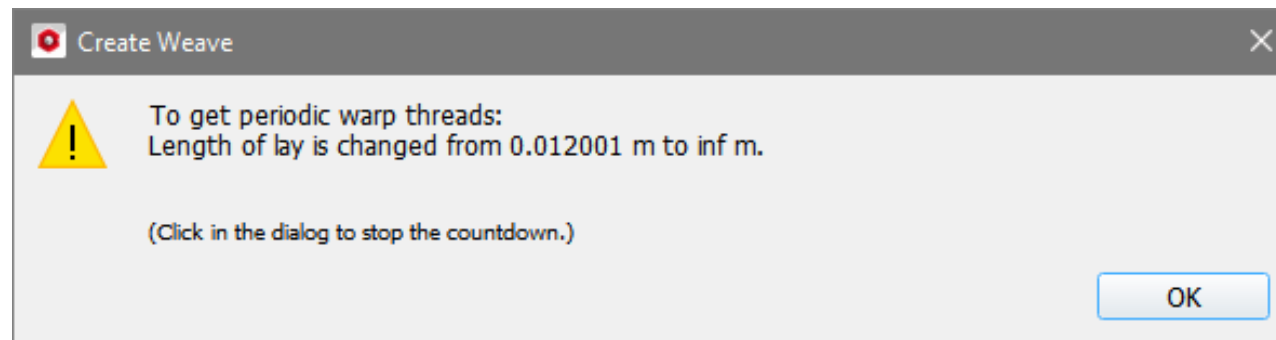 Create Weave
To get periodic warp threads:
Length of lay is changed from 0.012001 m to inf m.
(Click in the dialog to stop the countdown.)
OK